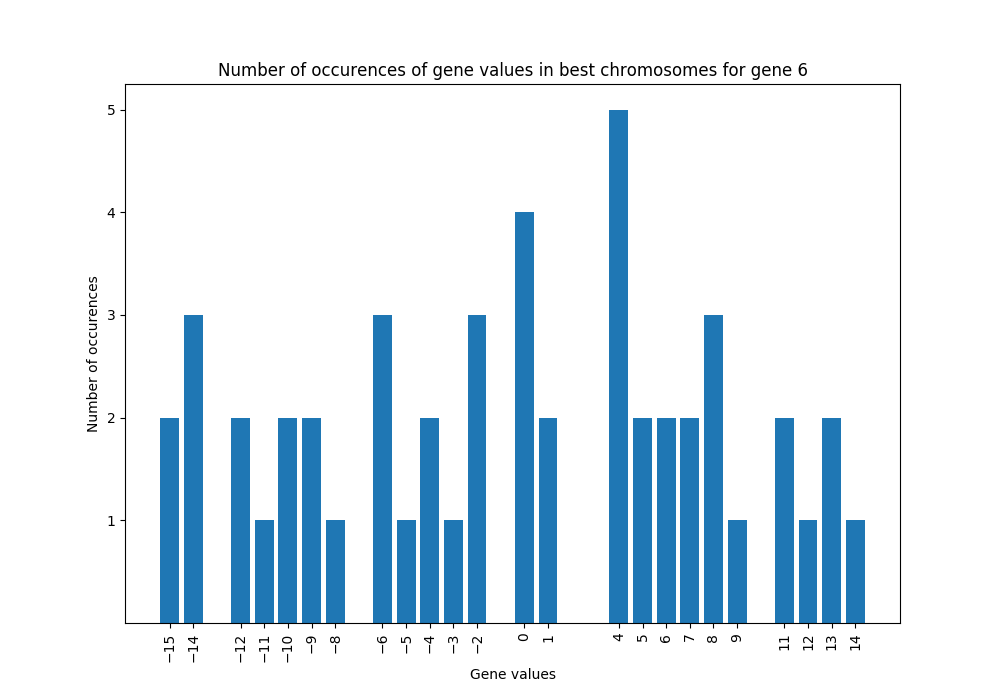 Number of occurences of gene values in best chromosomes for gene 6
5
4
3
2
1
Number of occurences
−15 −14 −12 −11 −10 −9 −8 −6 −5 −4 −3 −2 0 1 4 5 6 7 8 9 11 12 13 14
Gene values